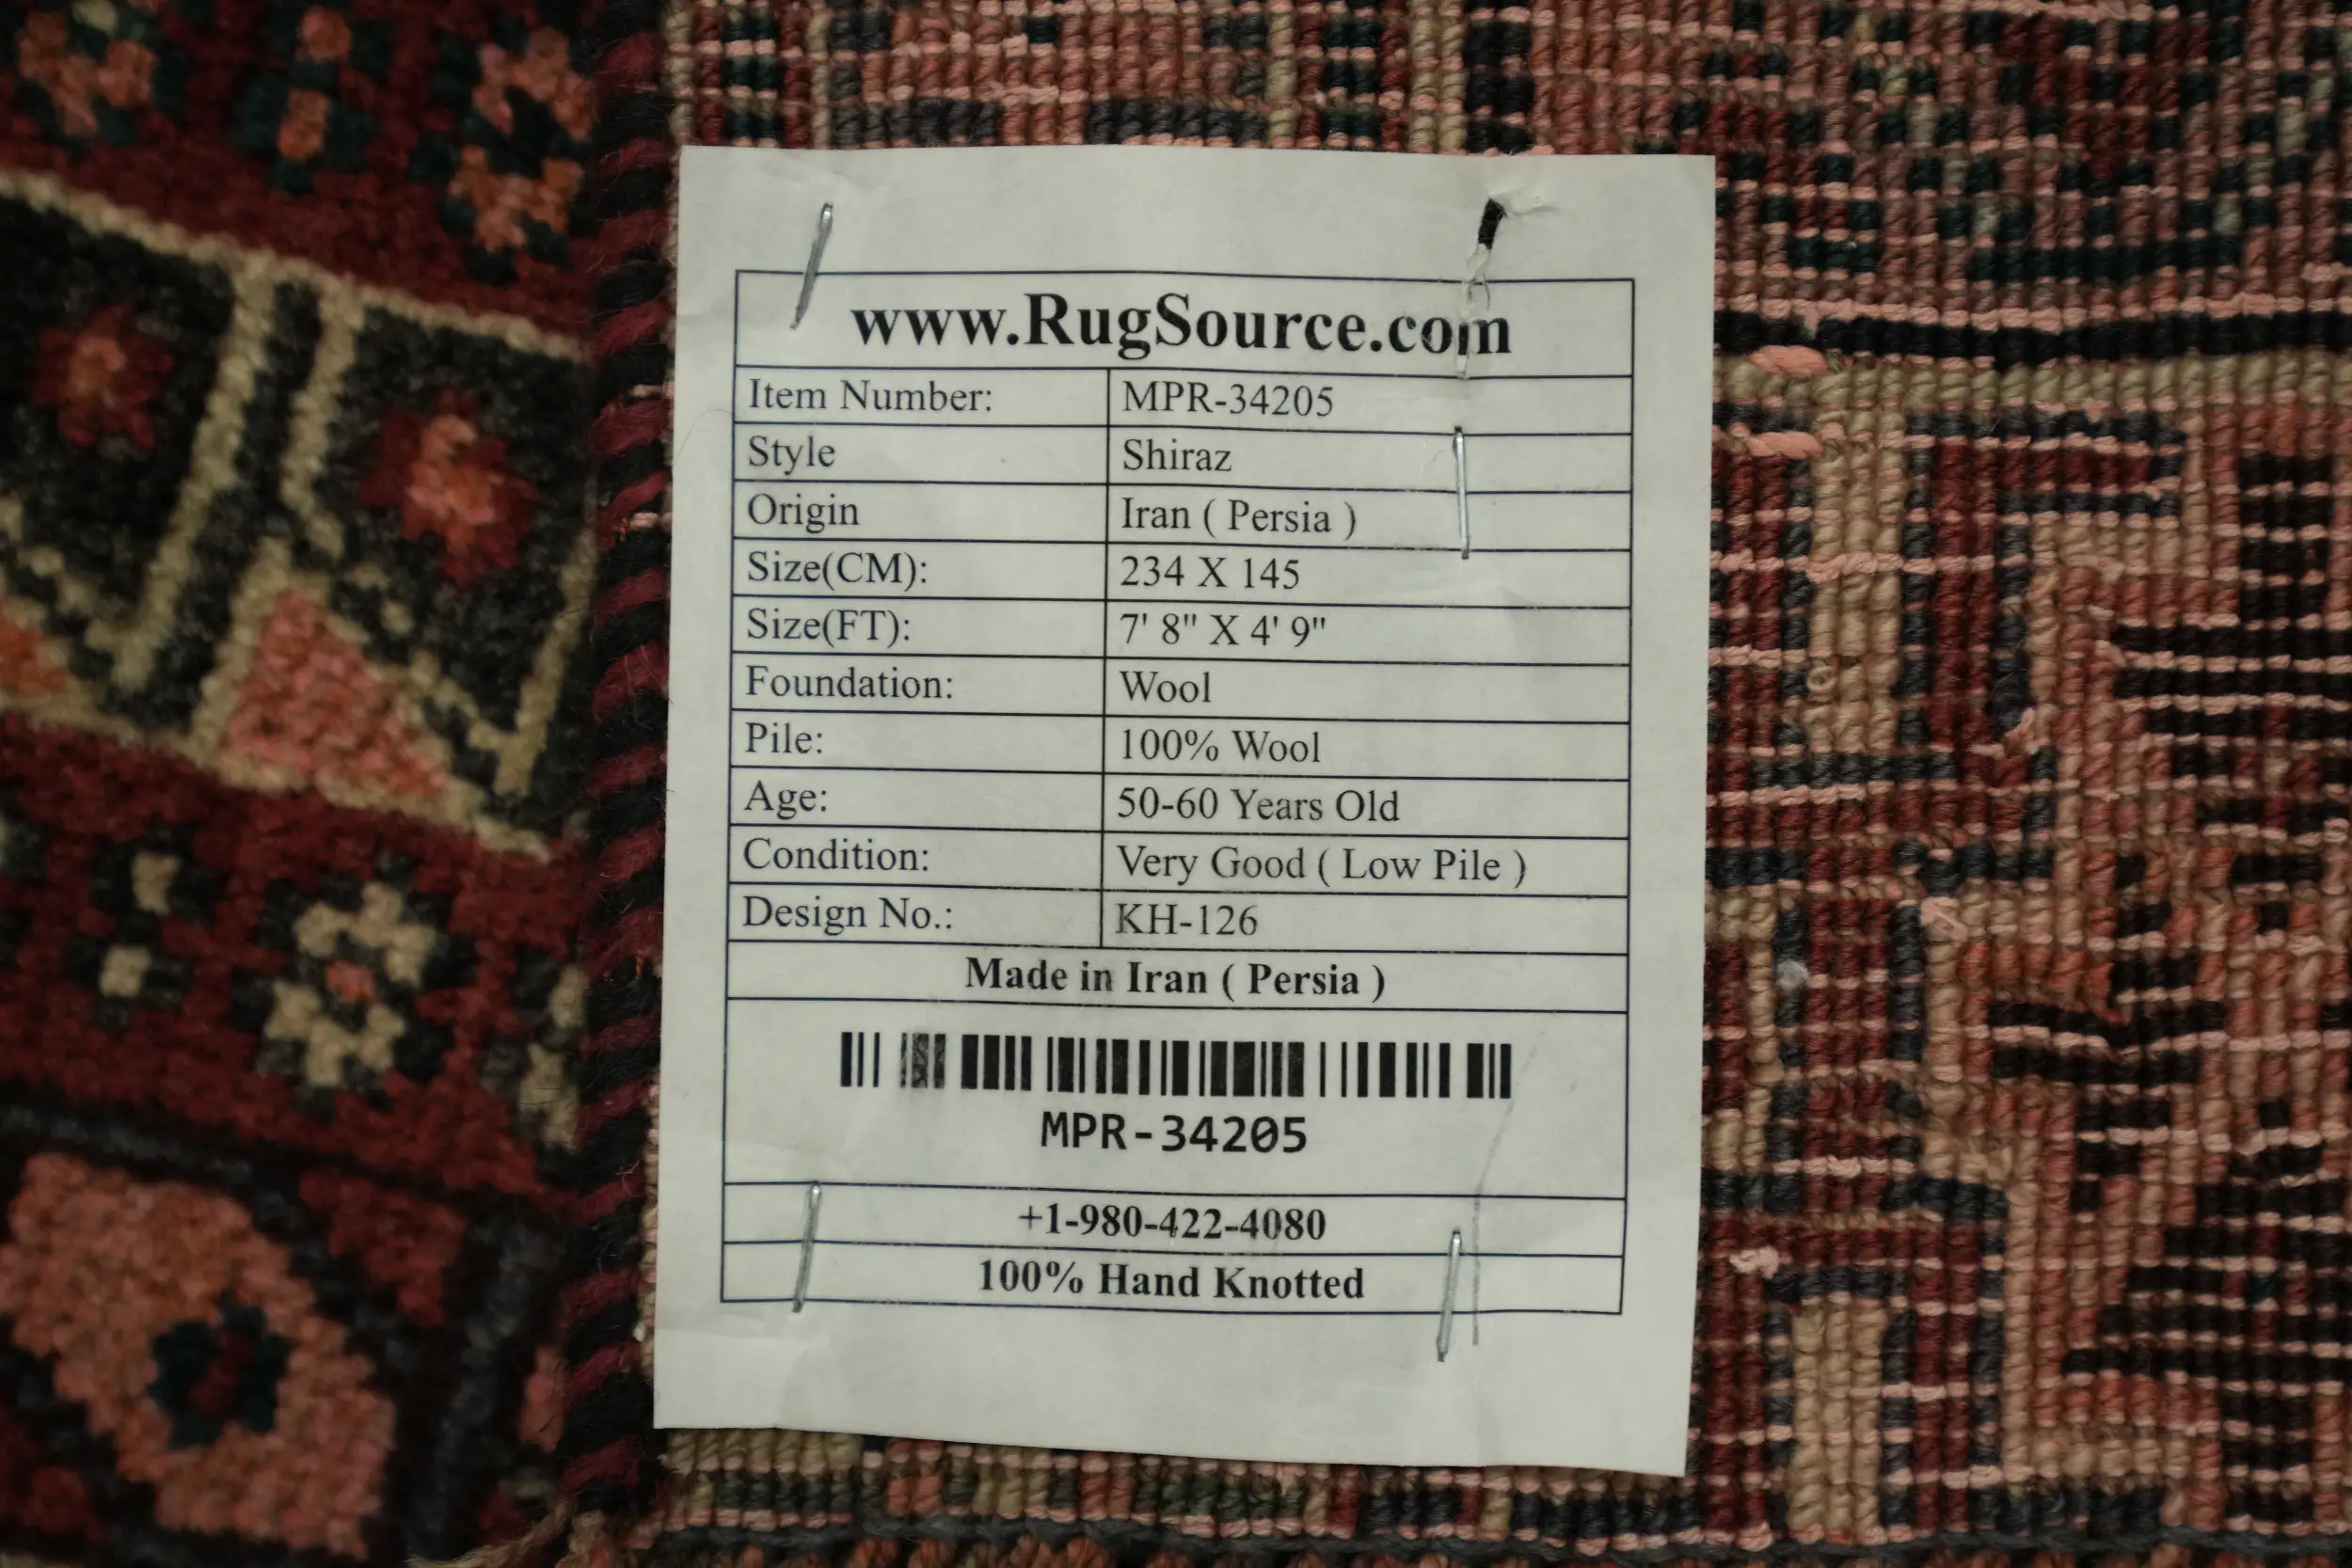 www.RugSource.com
Item Number: MPR-34205
Style Shiraz
Origin Iran ( Persia )
Size(CM): 234 X 145
Size(FT): 7' 8" X 4' 9"
Foundation: Wool
Pile: 100% Wool
Age: 50-60 Years Old
Condition: Very Good ( Low Pile )
Design No.: KH-126
Made in Iran ( Persia )
MPR-34205
+1-980-422-4080
100% Hand Knotted